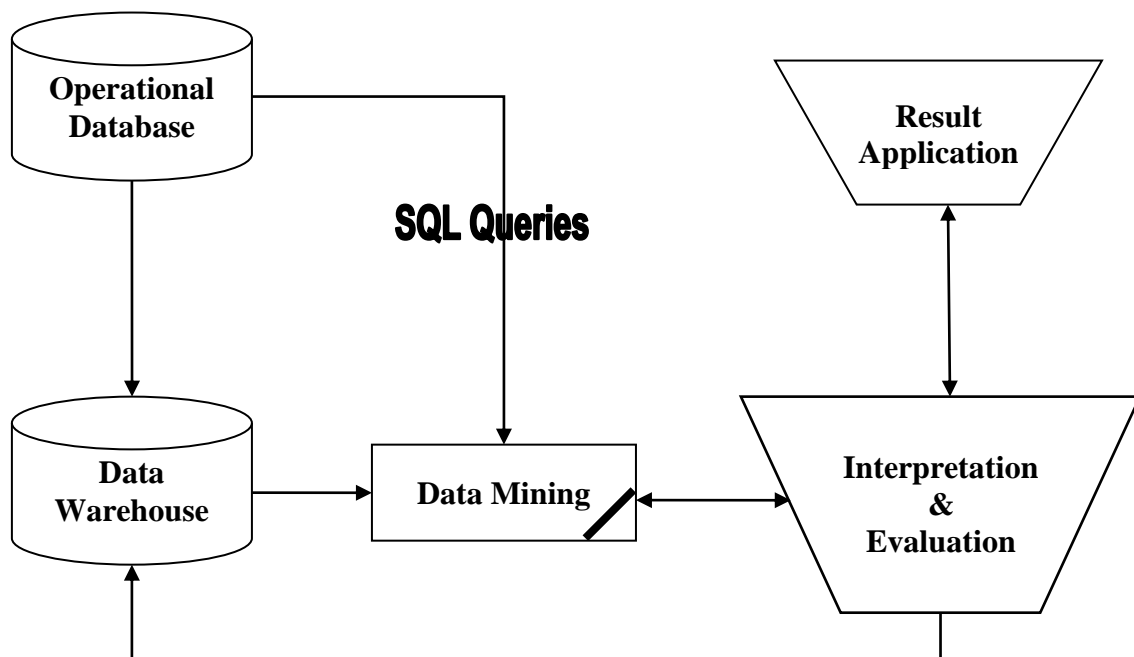 Operational
Database
Result
Application
SQL Queries
Data
Warehouse
Data Mining
Interpretation
&
Evaluation